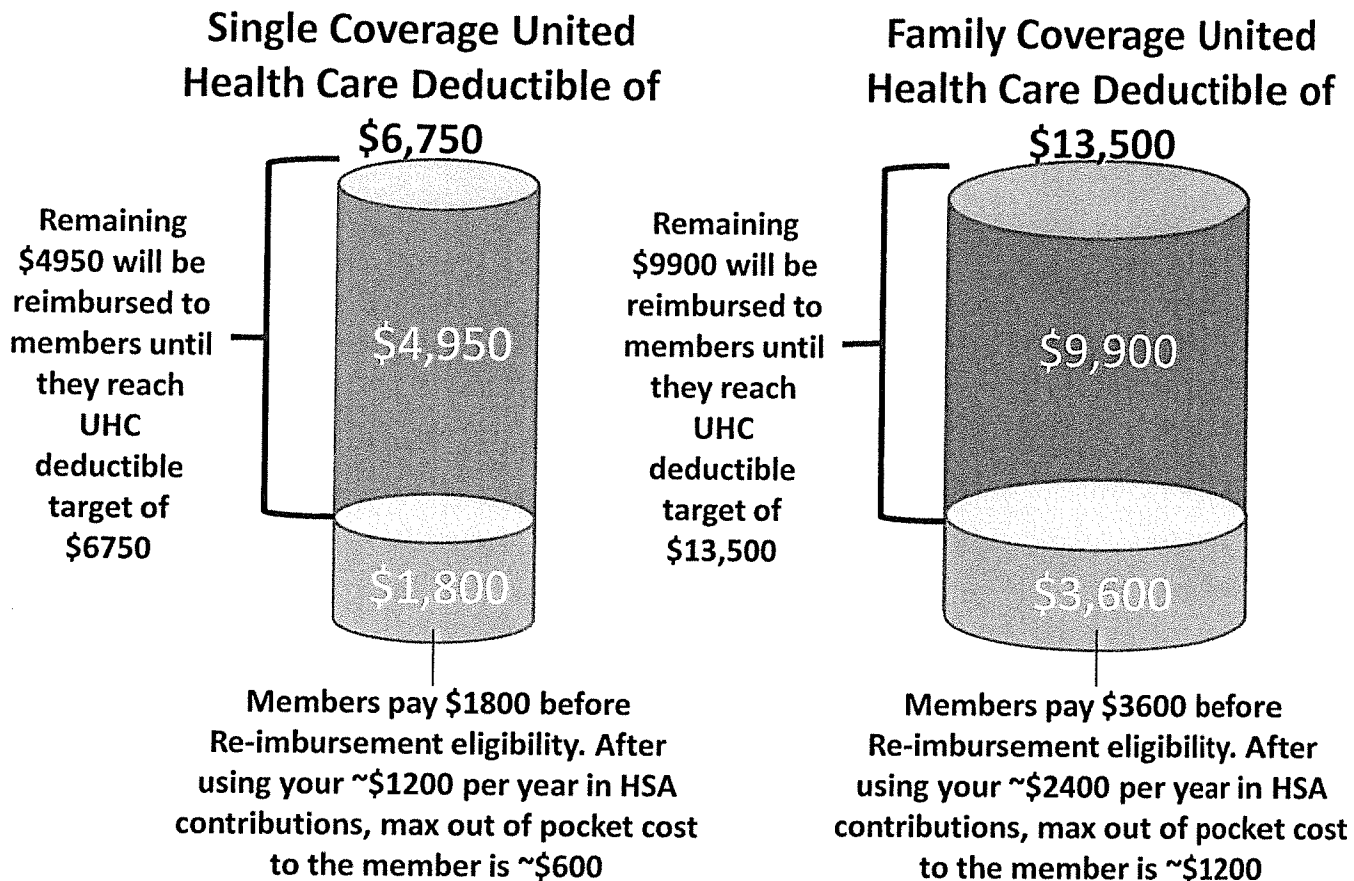 Single Coverage United
Health Care Deductible of
$6,750
Remaining
$4950 will be
reimbursed to
members until
they reach
UHC
deductible
target of
$6750
$4,950
$1,800
Members pay $1800 before
Re-imbursement eligibility. After
using your ~$1200 per year in HSA
contributions, max out of pocket cost
to the member is ~$600
Family Coverage United
Health Care Deductible of
$13,500
Remaining
$9900 will be
reimbursed to
members until
they reach
UHC
deductible
target of
$13,500
$9,900
$3,600
Members pay $3600 before
Re-imbursement eligibility. After
using your ~$2400 per year in HSA
contributions, max out of pocket cost
to the member is ~$1200